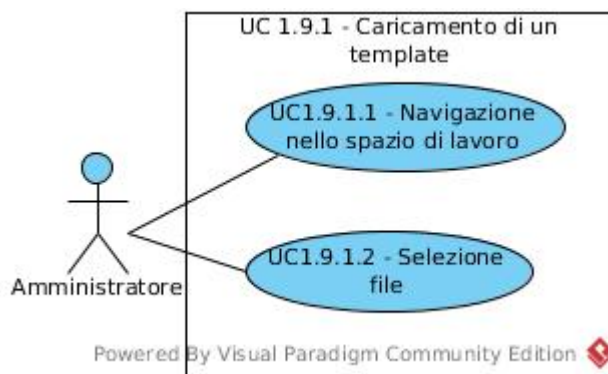 UC 1.9.1 - Caricamento di un
template
UC1.9.1.1 - Navigazione
nello spazio di lavoro
UC1.9.1.2 - Selezione
file
Amministratore
Powered By Visual Paradigm Community Edition